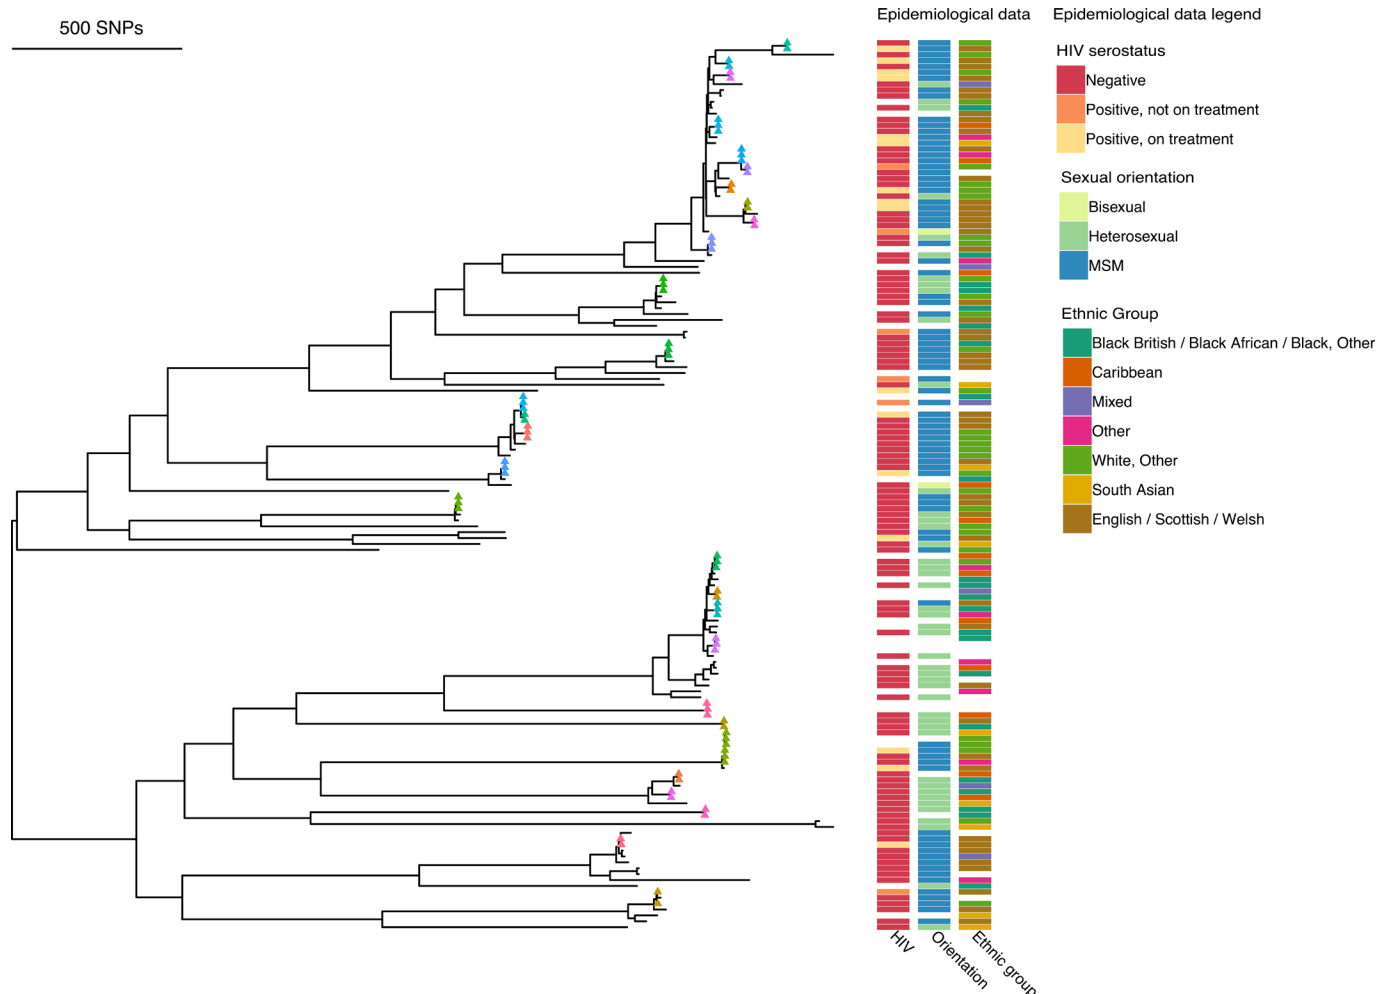 500 SNPs
Epidemiological data
Epidemiological data legend
HIV serostatus
Negative
Positive, not on treatment
Positive, on treatment
Sexual orientation
Bisexual
Heterosexual
MSM
Ethnic Group
Black British / Black African / Black, Other
Caribbean
Mixed
Other
White, Other
South Asian
English / Scottish / Welsh
HIV
Orientation
Ethnic group